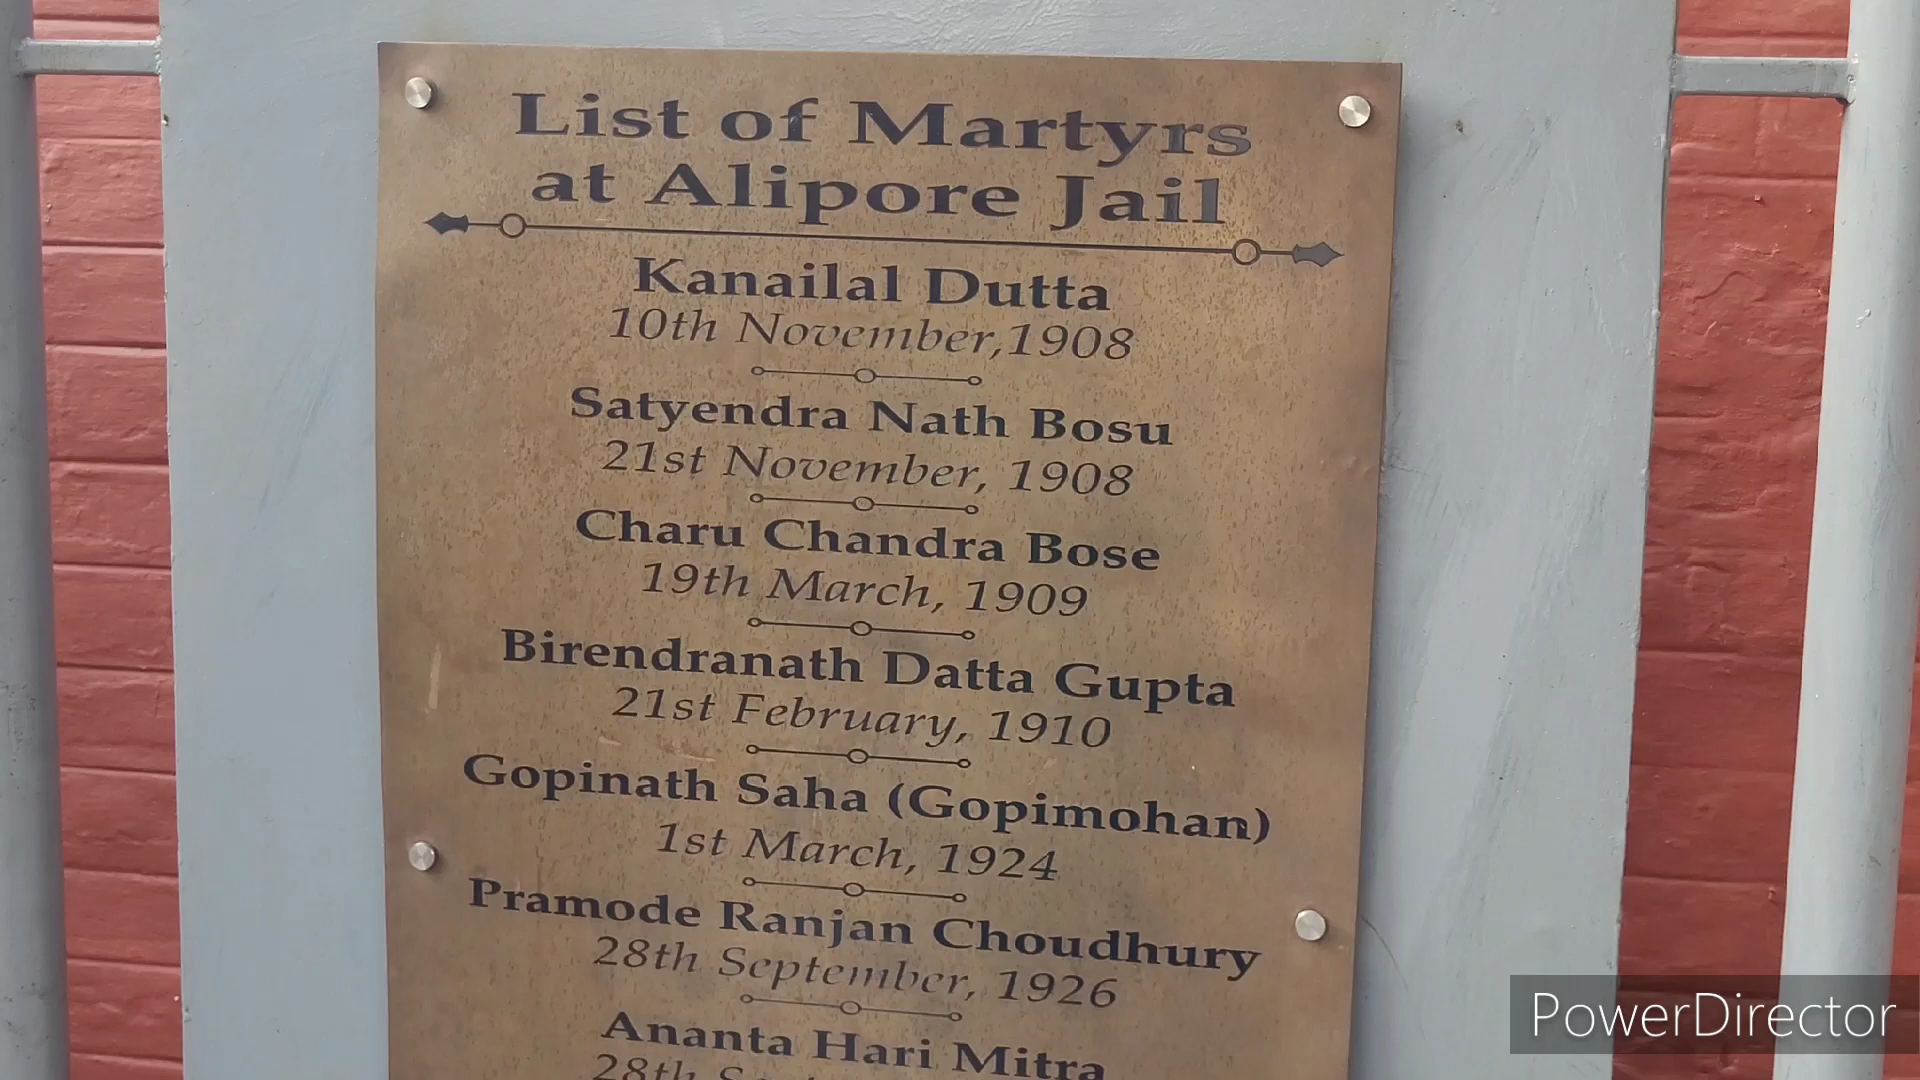 List of Martyrs
at Alipore Jail
Kanailal Dutta
10th November,1908
Satyendra Nath Bosu
21st November, 1908
Charu Chandra Bose
19th March, 1909
Birendranath Datta Gupta
21st February, 1910
Gopinath Saha (Gopimohan)
1st March, 1924
Pramode Ranjan Choudhury
28th September, 1926
Ananta Hari Mitra
28th
PowerDirector